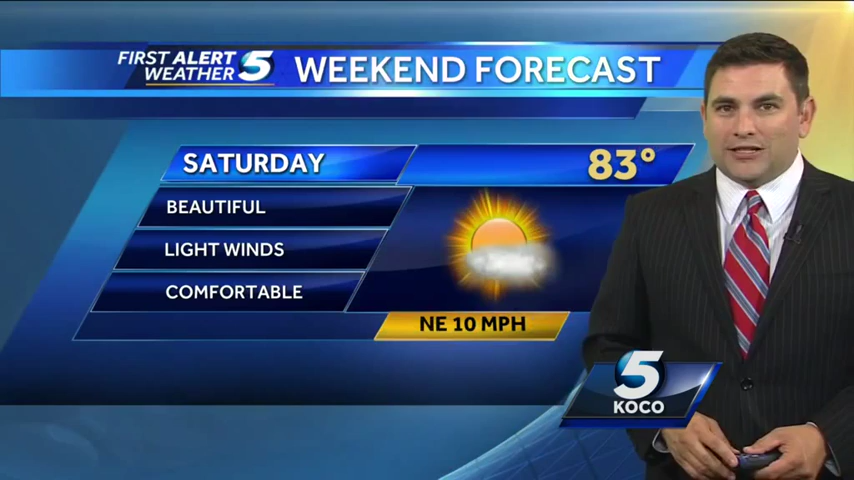 FIRST ALERT
WEATHER 5
WEEKEND FORECAST
SATURDAY
83°
BEAUTIFUL
LIGHT WINDS
COMFORTABLE
NE 10 MPH
5
KOCO